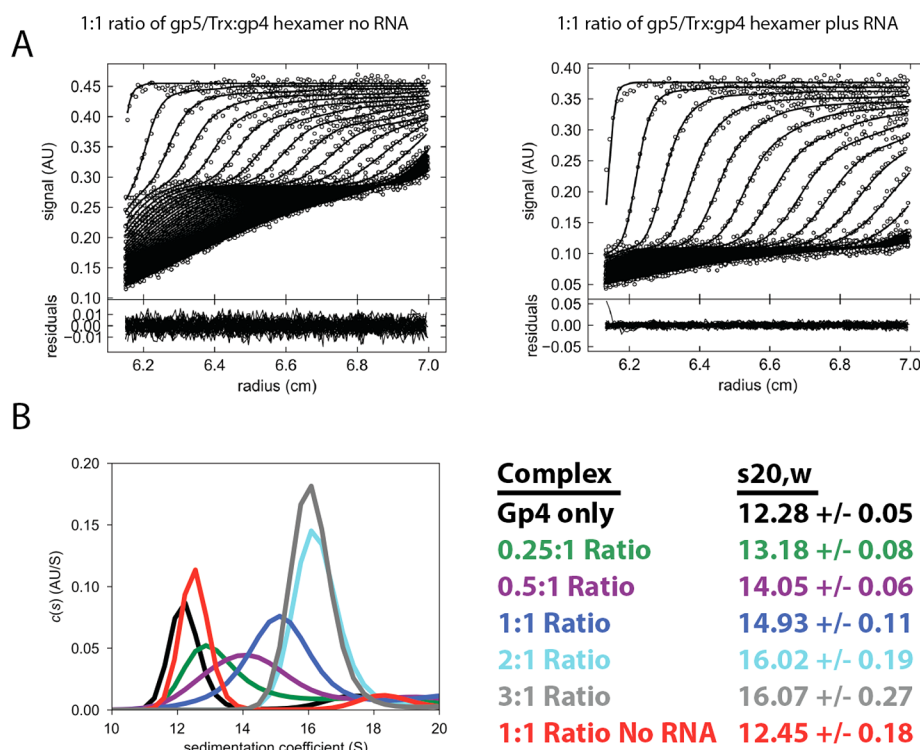 1:1 ratio of gp5/Trx:gp4 hexamer no RNA
1:1 ratio of gp5/Trx:gp4 hexamer plus RNA
A
0.45
0.40
0.35
0.30
0.25
0.20
0.15
0.10
signal (AU)
0.01
0.00
−0.01
residuals
6.2 6.4 6.6 6.8 7.0
radius (cm)
0.40
0.35
0.30
0.25
0.20
0.15
0.10
0.05
signal (AU)
0.05
0.00
−0.05
residuals
6.2 6.4 6.6 6.8 7.0
radius (cm)
B
0.20
0.15
0.10
0.05
0.00
c(s) (AU/S)
10 12 14 16 18 20
sedimentation coefficient (S)
Complex s20,w
Gp4 only 12.28 +/- 0.05
0.25:1 Ratio 13.18 +/- 0.08
0.5:1 Ratio 14.05 +/- 0.06
1:1 Ratio 14.93 +/- 0.11
2:1 Ratio 16.02 +/- 0.19
3:1 Ratio 16.07 +/- 0.27
1:1 Ratio No RNA 12.45 +/- 0.18